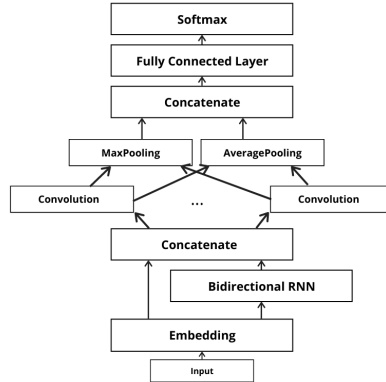 Softmax
Fully Connected Layer
Concatenate
MaxPooling
AveragePooling
Convolution
...
Convolution
Concatenate
Bidirectional RNN
Embedding
Input